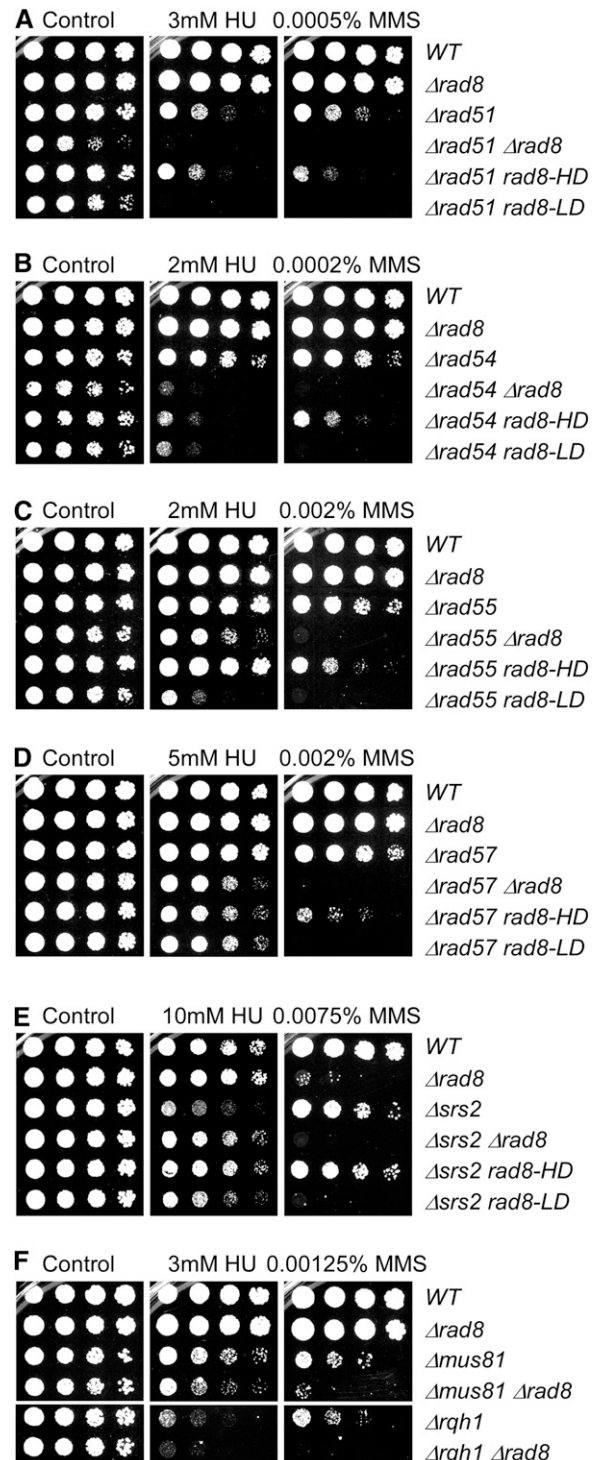 A Control 3mM HU 0.0005% MMS
WT
Δrad8
Δrad51
Δrad51 Δrad8
Δrad51 rad8-HD
Δrad51 rad8-LD
B Control 2mM HU 0.0002% MMS
WT
Δrad8
Δrad54
Δrad54 Δrad8
Δrad54 rad8-HD
Δrad54 rad8-LD
C Control 2mM HU 0.002% MMS
WT
Δrad8
Δrad55
Δrad55 Δrad8
Δrad55 rad8-HD
Δrad55 rad8-LD
D Control 5mM HU 0.002% MMS
WT
Δrad8
Δrad57
Δrad57 Δrad8
Δrad57 rad8-HD
Δrad57 rad8-LD
E Control 10mM HU 0.0075% MMS
WT
Δrad8
Δsrs2
Δsrs2 Δrad8
Δsrs2 rad8-HD
Δsrs2 rad8-LD
F Control 3mM HU 0.00125% MMS
WT
Δrad8
Δmus81
Δmus81 Δrad8
Δrqh1
Δrqh1 Δrad8